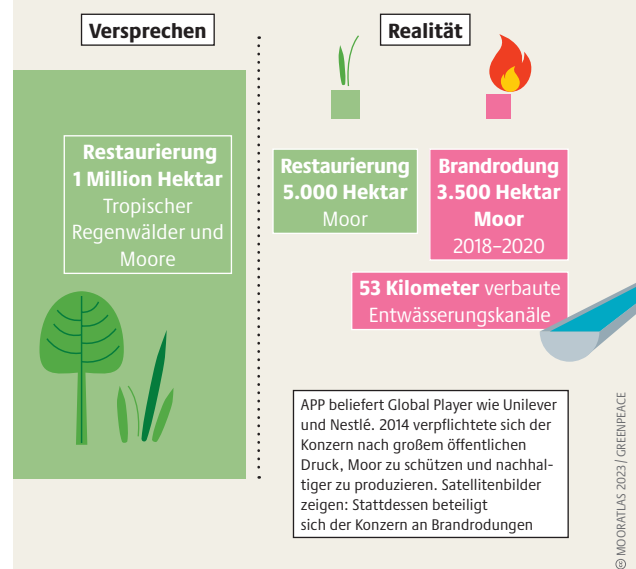 Versprechen
Realität
Restaurierung
1 Million Hektar
Tropischer
Regenwälder und
Moore
Restaurierung
5.000 Hektar
Moor
Brandrodung
3.500 Hektar
Moor
2018–2020
53 Kilometer verbaute
Entwässerungskanäle
APP beliefert Global Player wie Unilever
und Nestlé. 2014 verpflichtete sich der
Konzern nach großem öffentlichen
Druck, Moor zu schützen und nachhal-
tiger zu produzieren. Satellitenbilder
zeigen: Stattdessen beteiligt
sich der Konzern an Brandrodungen
MOORATLAS 2023 / GREENPEACE